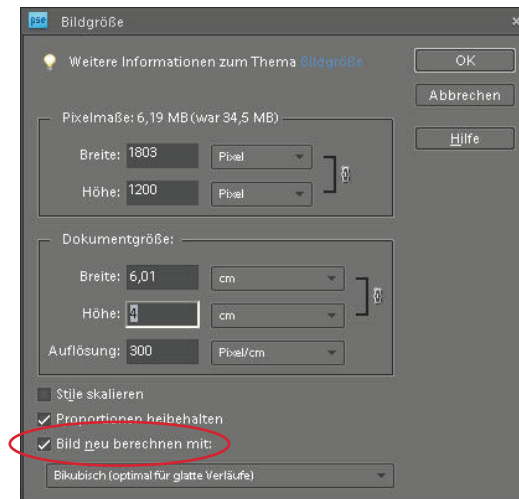 pse Bildgröße
Weitere Informationen zum Thema Bildgröße
OK
Abbrechen
Hilfe
Pixelmaße: 6,19 MB (war 34,5 MB)
Breite: 1803 Pixel
Höhe: 1200 Pixel
Dokumentgröße:
Breite: 6,01 cm
Höhe: 4 cm
Auflösung: 300 Pixel/cm
Stile skalieren
Proportionen beibehalten
Bild neu berechnen mit:
Bikubisch (optimal für glatte Verläufe)